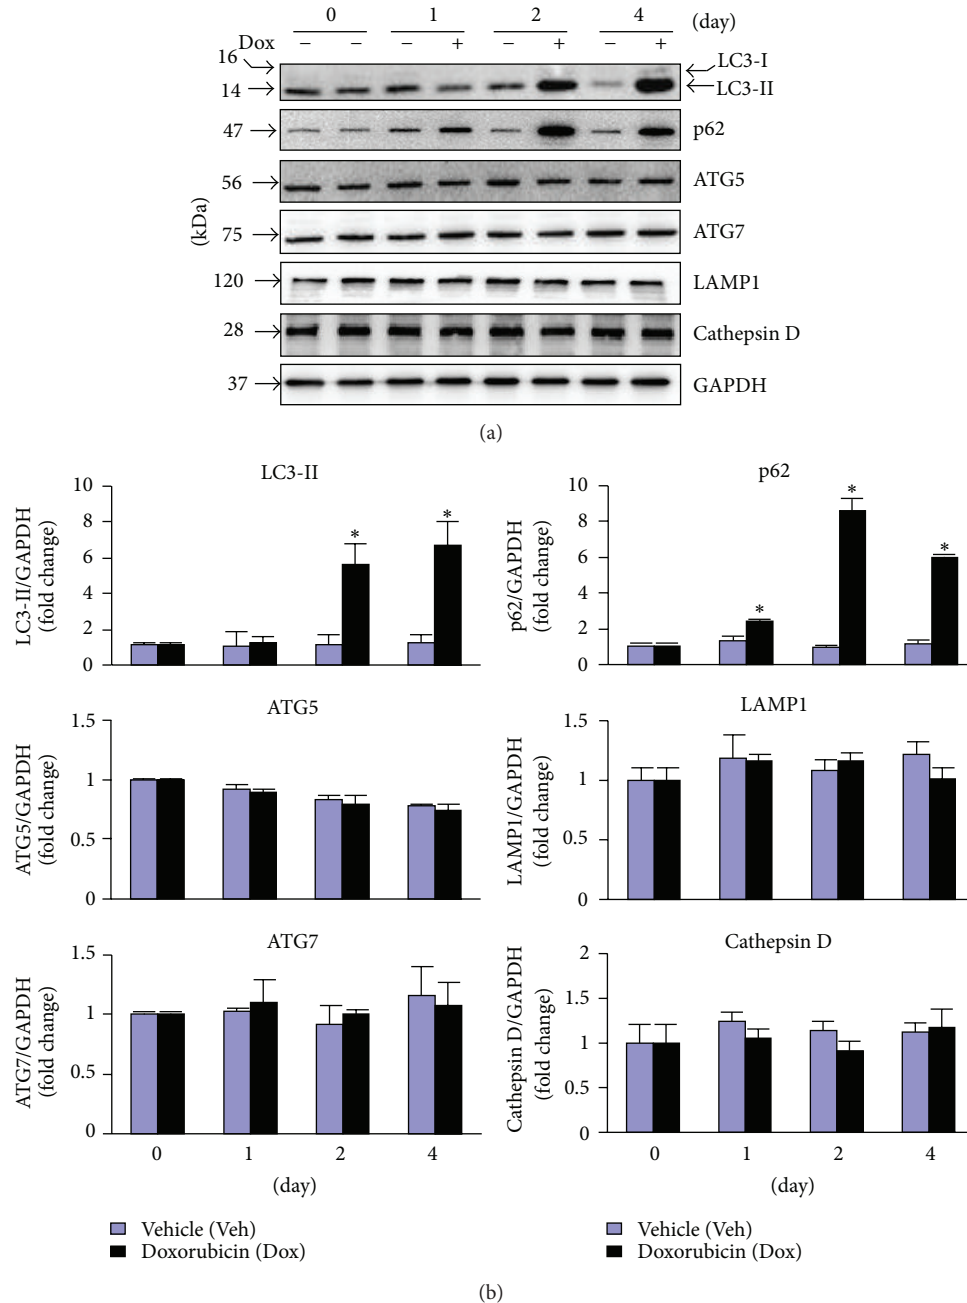 0 1 2 4 (day)
Dox − − − + − + − +
16 LC3-I
14 LC3-II
47 p62
56 ATG5
75 ATG7
120 LAMP1
28 Cathepsin D
37 GAPDH
(kDa)
(a)
LC3-II
LC3-II/GAPDH
(fold change)
10
8
6
4
2
0
* *
p62
p62/GAPDH
(fold change)
10
8
6
4
2
0
* * *
ATG5
ATG5/GAPDH
(fold change)
1.5
1
0.5
0
LAMP1
LAMP1/GAPDH
(fold change)
1.5
1
0.5
0
ATG7
ATG7/GAPDH
(fold change)
1.5
1
0.5
0
0 1 2 4
(day)
Vehicle (Veh)
Doxorubicin (Dox)
Cathepsin D
Cathepsin D/GAPDH
(fold change)
2
1.5
1
0.5
0
0 1 2 4
(day)
Vehicle (Veh)
Doxorubicin (Dox)
(b)